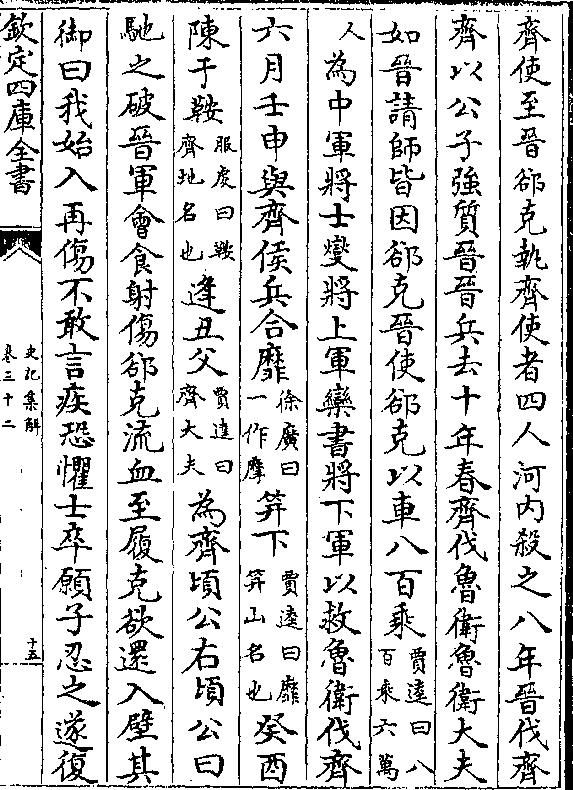 齊使至晉郤克執齊使者四人河内殺之八年晉伐齊
齊以公子強質晉晉兵去十年春齊伐魯衛魯衛大夫
如晉請師皆因郤克晉使郤克以車八百乘賈逵曰八百乘六萬
人為中軍將士燮將上軍欒書將下軍以救魯衛伐齊
六月壬申與齊侯兵合靡徐廣曰一作摩笄下賈逵曰靡笄山名也癸酉
陳于鞍服虔曰鞍齊地名也逢丑父賈逵曰齊大夫為齊頃公右頃公曰
馳之破晉軍會食射傷郤克流血至履克欲還入壁其
御曰我始入再傷不敢言疾恐懼士卒願子忍之遂復
欽定四庫全書
史記集解
卷三十二
十五